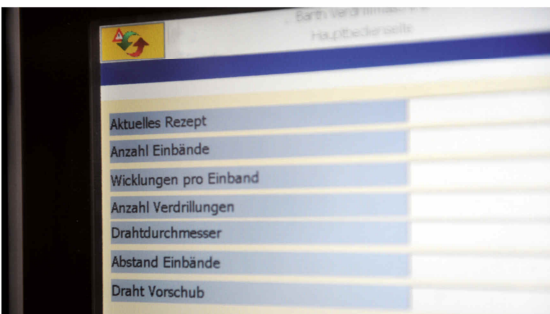 Aktuelles Rezept
Anzahl Einbände
Wicklungen pro Einband
Anzahl Verdrillungen
Drahtdurchmesser
Abstand Einbände
Draht Vorschub